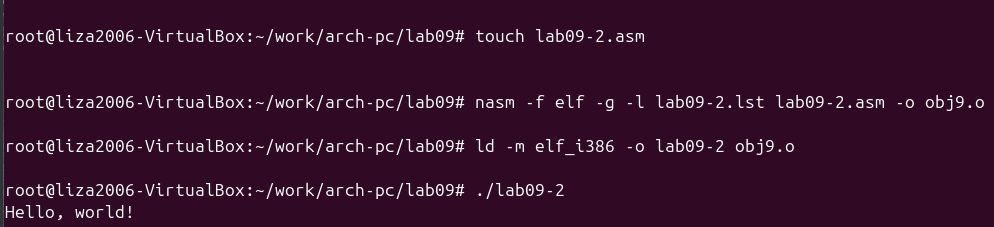 root@liza2006-VirtualBox:~/work/arch-pc/lab09# touch lab09-2.asm
root@liza2006-VirtualBox:~/work/arch-pc/lab09# nasm -f elf -g -l lab09-2.lst lab09-2.asm -o obj9.o
root@liza2006-VirtualBox:~/work/arch-pc/lab09# ld -m elf_i386 -o lab09-2 obj9.o
root@liza2006-VirtualBox:~/work/arch-pc/lab09# ./lab09-2
Hello, world!